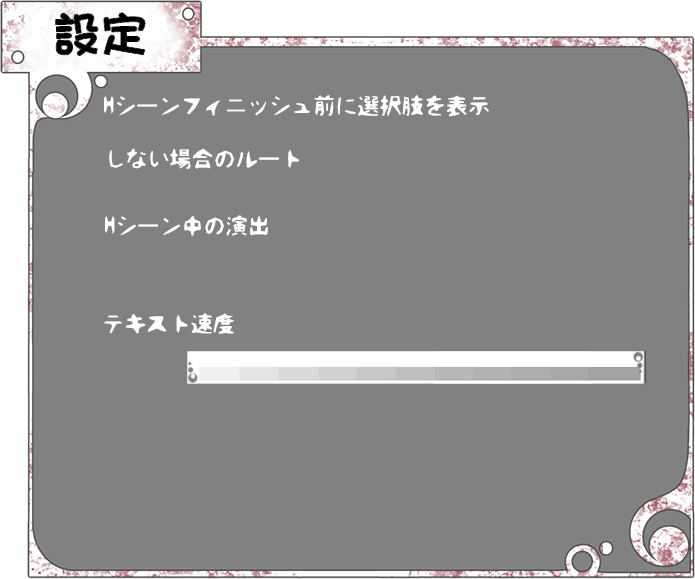 設定
Hシーンフィニッシュ前に選択肢を表示
しない場合のルート
Hシーン中の演出
テキスト速度